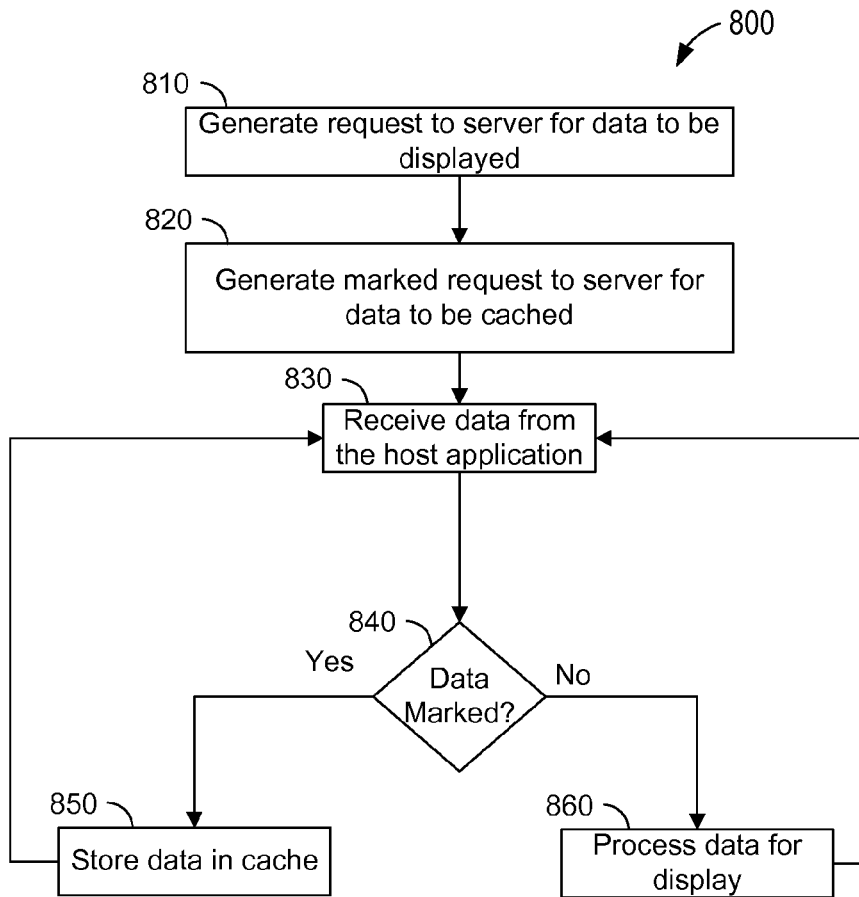 800
810
Generate request to server for data to be
displayed
820
Generate marked request to server for
data to be cached
830
Receive data from
the host application
840
Yes
Data
Marked?
No
850
Store data in cache
860
Process data for
display